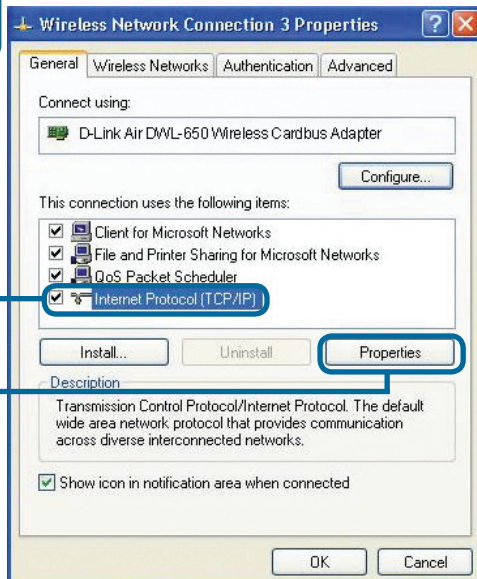 Wireless Network Connection 3 Properties
General Wireless Networks Authentication Advanced
Connect using:
D-Link Air DWL-650 Wireless Cardbus Adapter
Configure...
This connection uses the following items:
Client for Microsoft Networks
File and Printer Sharing for Microsoft Networks
QoS Packet Scheduler
Internet Protocol (TCP/IP)
Install... Uninstall Properties
Description
Transmission Control Protocol/Internet Protocol. The default
wide area network protocol that provides communication
across diverse interconnected networks.
Show icon in notification area when connected
OK Cancel